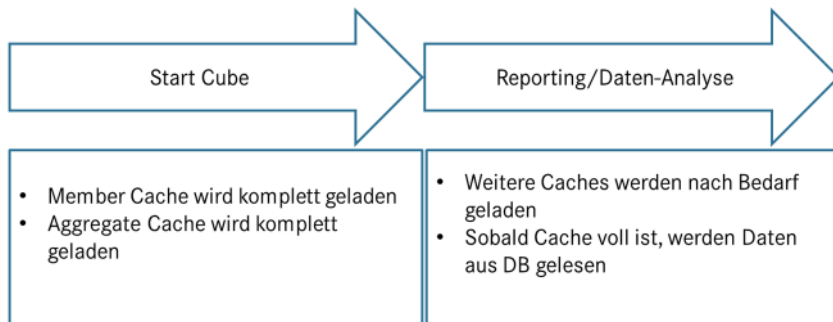 Start Cube
Reporting/Daten-Analyse
• Member Cache wird komplett geladen
• Aggregate Cache wird komplett
geladen
• Weitere Caches werden nach Bedarf
geladen
• Sobald Cache voll ist, werden Daten
aus DB gelesen